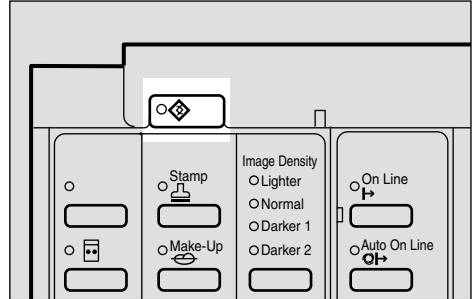 Stamp
Make-Up
Image Density
Lighter
Normal
Darker 1
Darker 2
On Line
Auto On Line